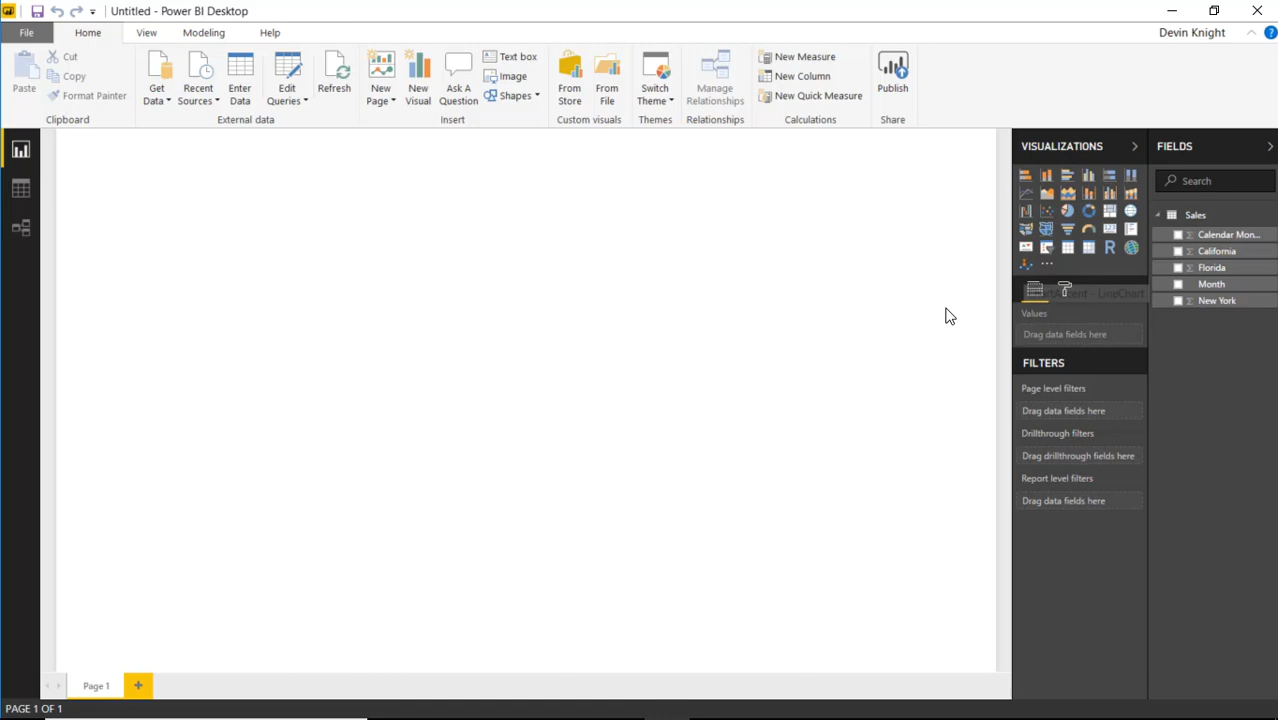 Untitled - Power BI Desktop
File
Home
View
Modeling
Help
Devin Knight
Paste
Cut
Copy
Format Painter
Clipboard
Get Data
Recent Sources
Enter Data
Edit Queries
Refresh
External data
New Page
New Visual
Ask A Question
Text box
Image
Shapes
Insert
From Store
From File
Custom visuals
Switch Theme
Themes
Manage Relationships
Relationships
New Measure
New Column
New Quick Measure
Calculations
Publish
Share
VISUALIZATIONS
R
- LineChart
Values
Drag data fields here
FILTERS
Page level filters
Drag data fields here
Drillthrough filters
Drag drillthrough fields here
Report level filters
Drag data fields here
FIELDS
Search
Sales
Calendar Mon...
California
Florida
Month
New York
Page 1
PAGE 1 OF 1